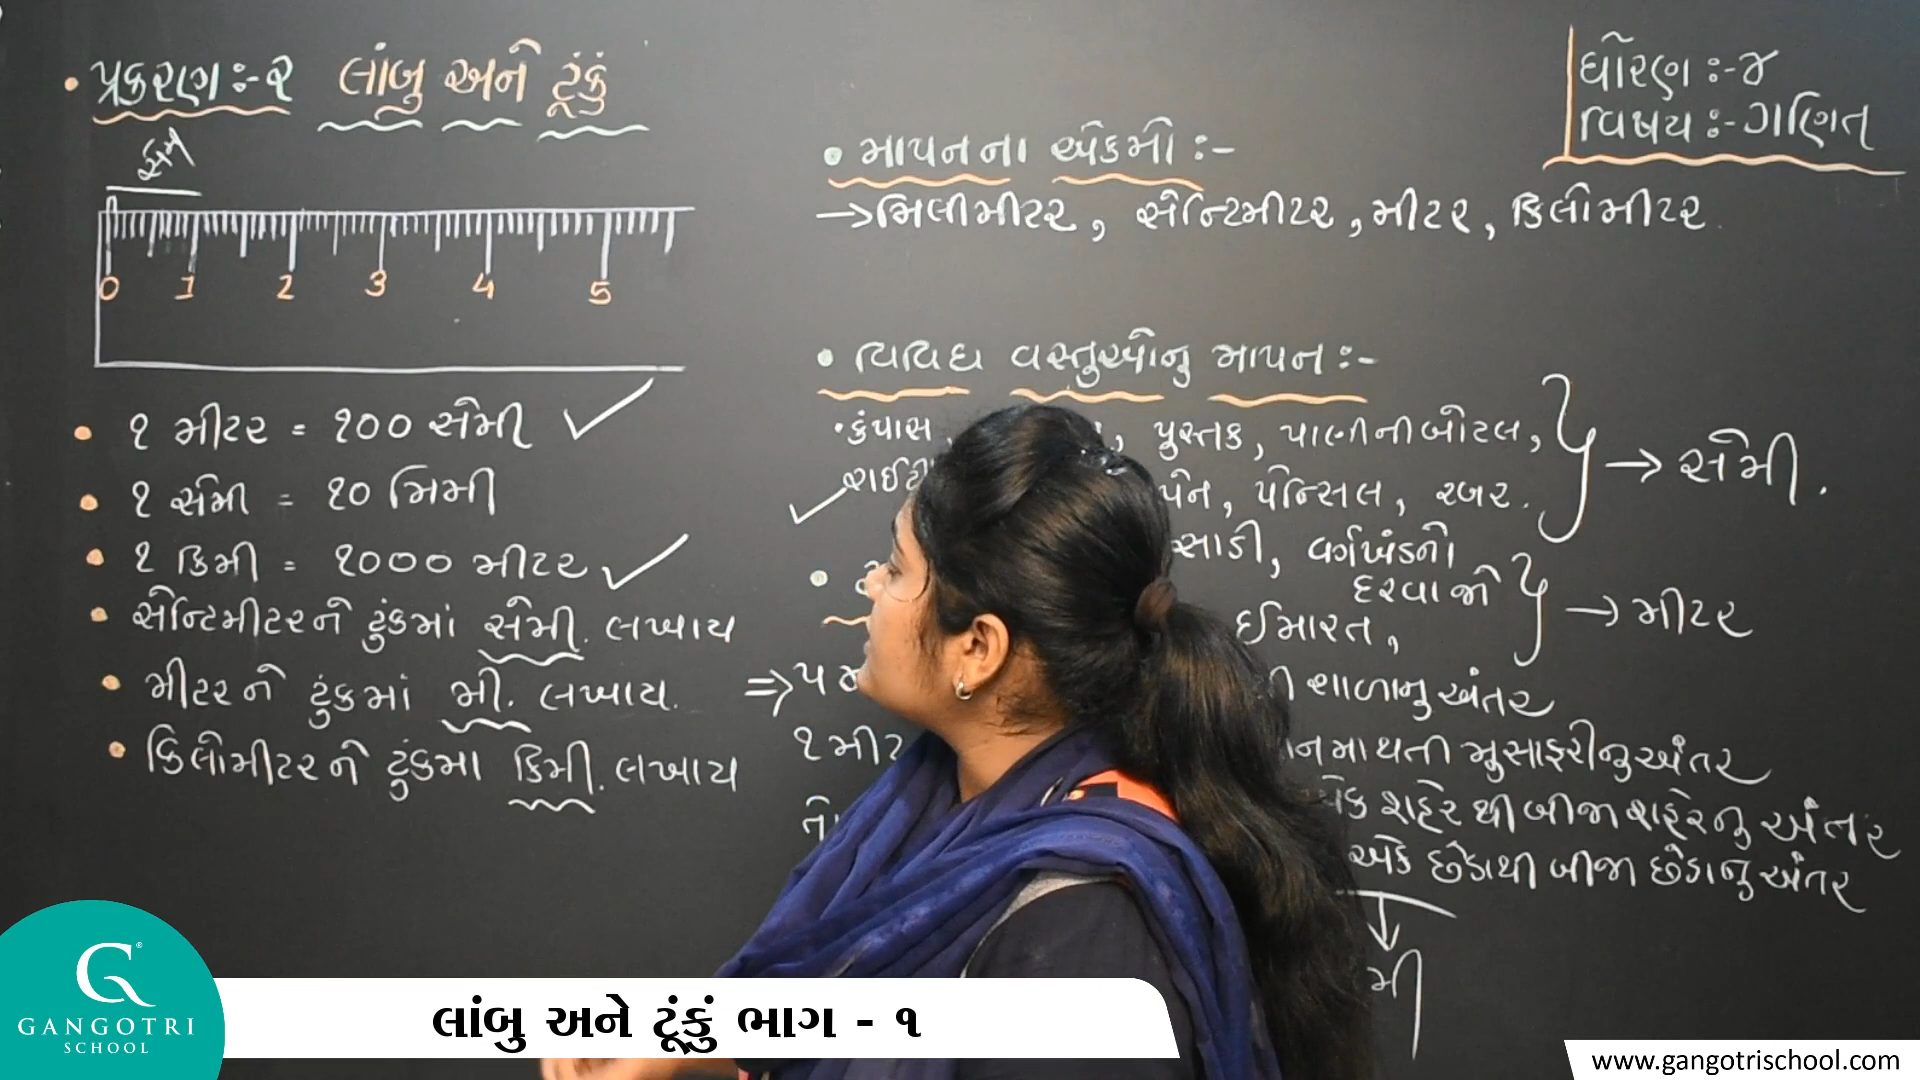 પ્રકરણ :- ૨ લાંબુ અને ટૂંકું
ધોરણ :- ૪
વિષય :- ગણિત
0 1 2 3 4 5
૧ મીટર = ૧૦૦ સેમી
૧ સેમી = ૧૦ મિમી
૧ કિમી = ૧૦૦૦ મીટર
સેન્ટિમીટરને ટુંકમાં સેમી. લખાય
મીટરને ટુંકમાં મી. લખાય.
કિલોમીટરને ટુંકમા કિમી. લખાય
માપનના એકમો :-
→ મિલીમીટર, સેન્ટિમીટર, મીટર, કિલોમીટર.
વિવિધ વસ્તુઓનુ માપન :-
કંપાસ, પુસ્તક, પાણીની બોટલ,
પેન, પેન્સિલ, રબર. → સેમી.
સાડી, વર્ગખંડનો
દરવાજો
ઈમારત, → મીટર
શાળાનુ અંતર
થતી મુસાફરીનુ અંતર
શહેરથી બીજા શહેરનુ અંતર
એક છેડાથી બીજા છેડાનુ અંતર
મી
GANGOTRI
SCHOOL
લાંબુ અને ટૂંકું ભાગ - ૧
www.gangotrischool.com